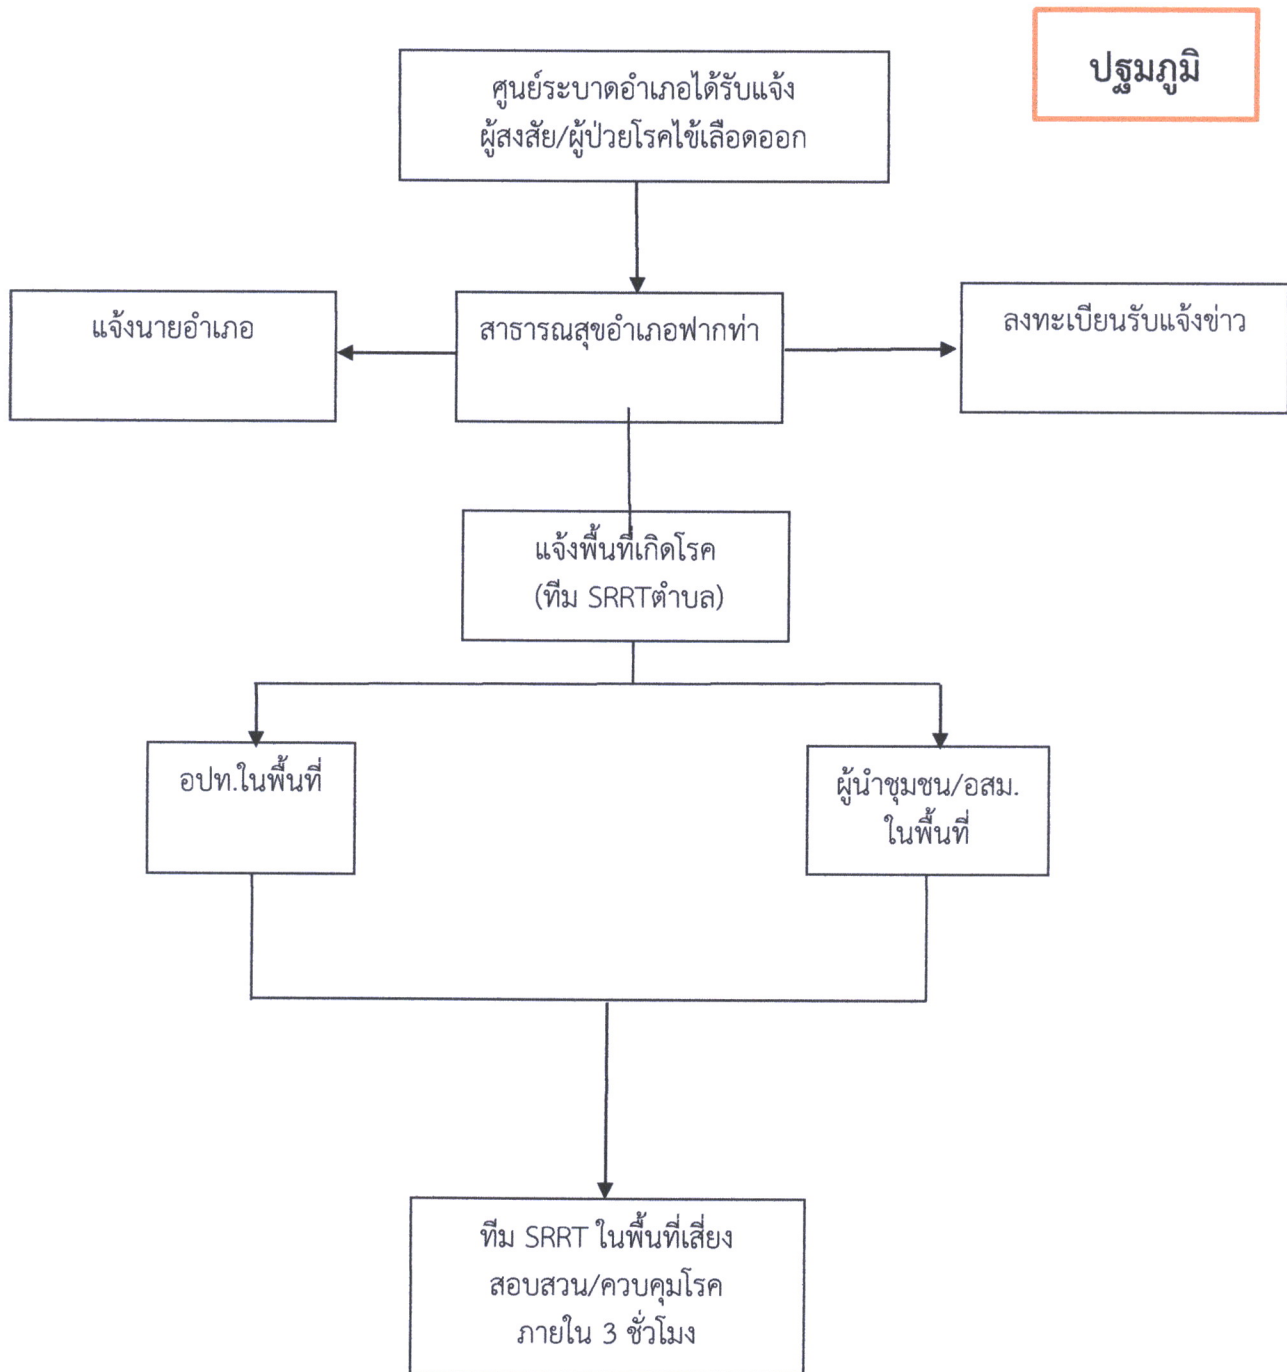 ปฐมภูมิ
ศูนย์ระบาดอำเภอได้รับแจ้ง
ผู้สงสัย/ผู้ป่วยโรคไข้เลือดออก
แจ้งนายอำเภอ
สาธารณสุขอำเภอฟากท่า
ลงทะเบียนรับแจ้งข่าว
แจ้งพื้นที่เกิดโรค
(ทีม SRRTตำบล)
อปท.ในพื้นที่
ผู้นำชุมชน/อสม.
ในพื้นที่
ทีม SRRT ในพื้นที่เสี่ยง
สอบสวน/ควบคุมโรค
ภายใน 3 ชั่วโมง